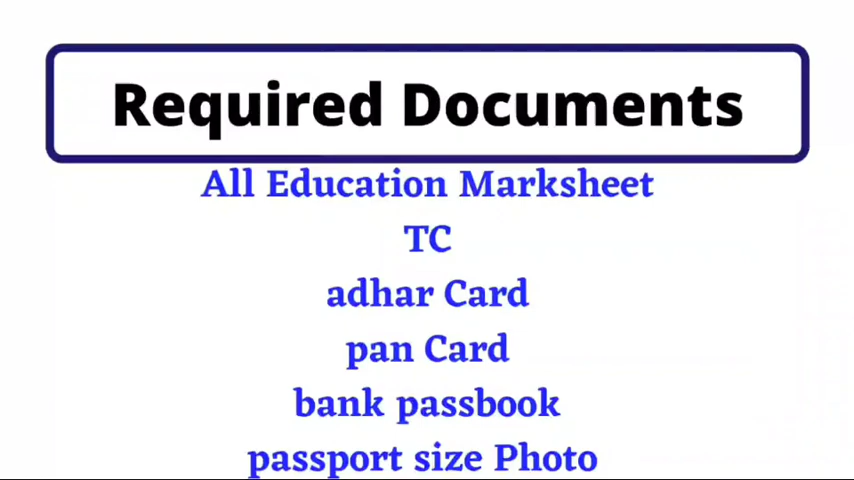 Required Documents
All Education Marksheet
TC
adhar Card
pan Card
bank passbook
passport size Photo